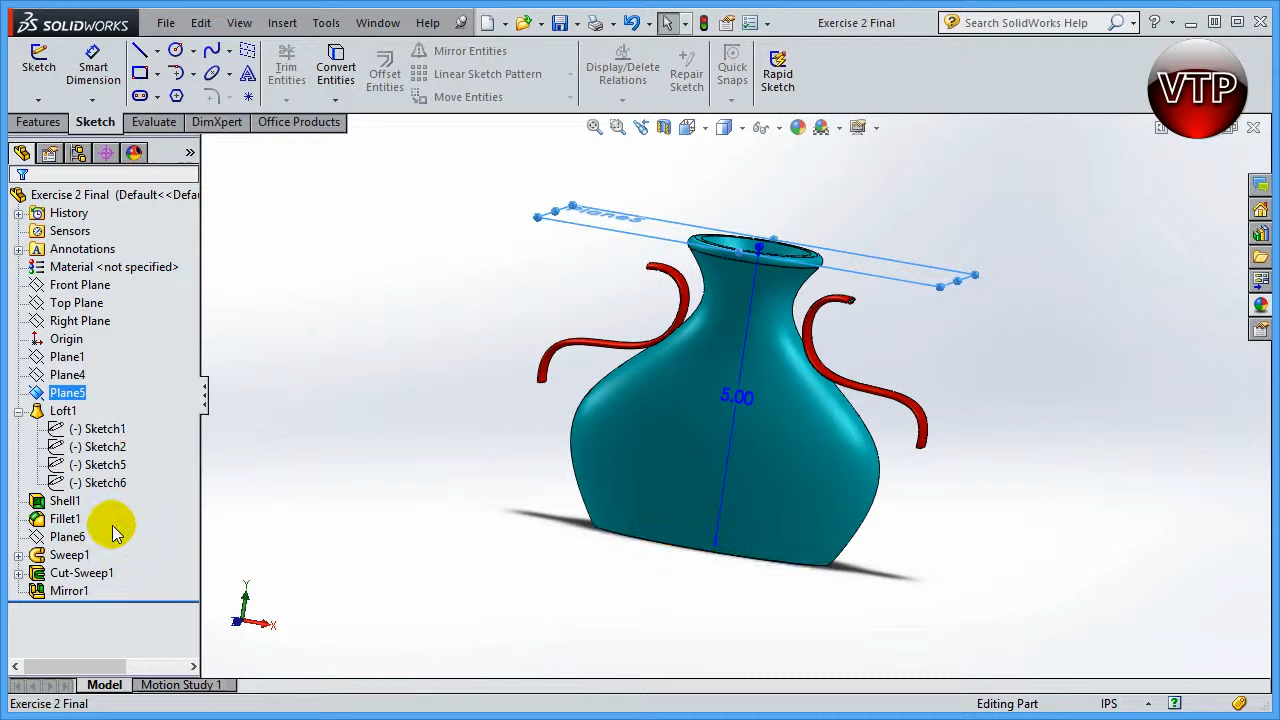 SOLIDWORKS File Edit View Insert Tools Window Help Exercise 2 Final Search SolidWorks Help
VTP
Sketch Smart Dimension Trim Entities Convert Entities Offset Entities Mirror Entities Linear Sketch Pattern Move Entities Display/Delete Relations Repair Sketch Quick Snaps Rapid Sketch
Features Sketch Evaluate DimXpert Office Products
Exercise 2 Final (Default<<Defau
History
Sensors
Annotations
Material <not specified>
Front Plane
Top Plane
Right Plane
Origin
Plane1
Plane4
Plane5
Loft1
(-) Sketch1
(-) Sketch2
(-) Sketch5
(-) Sketch6
Shell1
Fillet1
Plane6
Sweep1
Cut-Sweep1
Mirror1
Plane5
5.00
Y
X
Model Motion Study 1
Exercise 2 Final Editing Part IPS